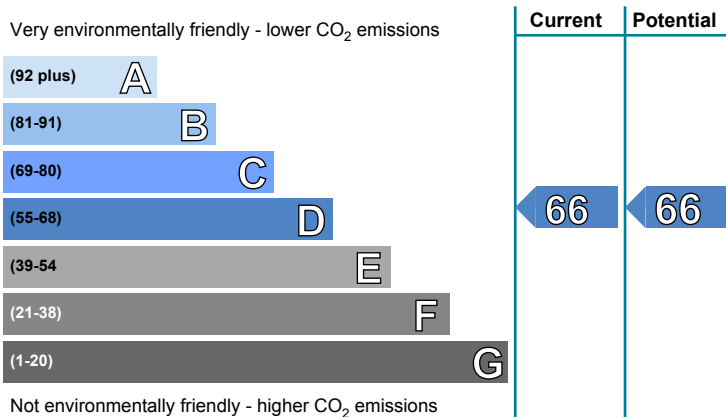 Current Potential
Very environmentally friendly - lower CO₂ emissions
(92 plus) A
(81-91) B
(69-80) C
(55-68) D 66 66
(39-54 E
(21-38) F
(1-20) G
Not environmentally friendly - higher CO₂ emissions